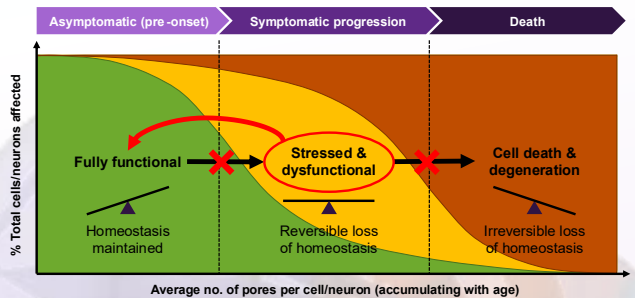 Asymptomatic (pre-onset)
Symptomatic progression
Death
% Total cells/neurons affected
Fully functional
Stressed &
dysfunctional
Cell death &
degeneration
Homeostasis
maintained
Reversible loss
of homeostasis
Irreversible loss
of homeostasis
Average no. of pores per cell/neuron (accumulating with age)